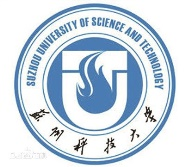 SUZHOU UNIVERSITY OF SCIENCE AND TECHNOLOGY
苏州科技大学